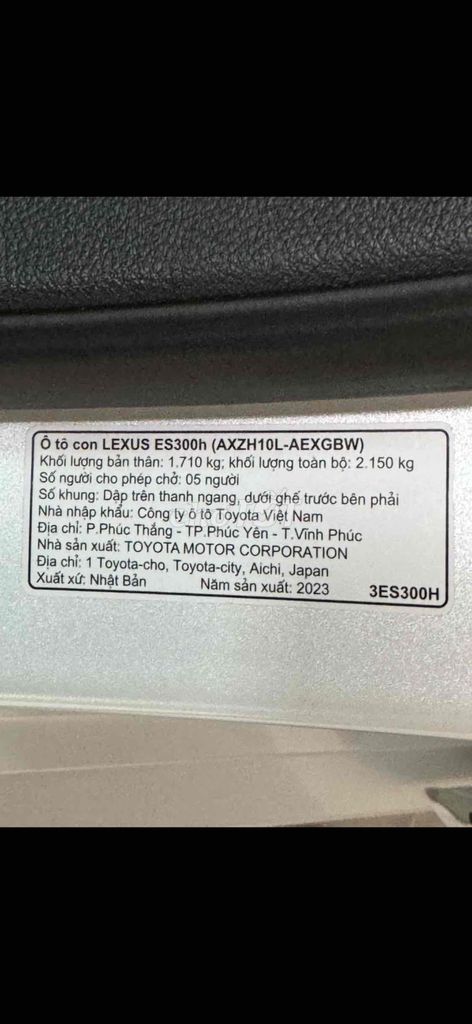 Ô tô con LEXUS ES300h (AXZH10L-AEXGBW)
Khối lượng bản thân: 1.710 kg; khối lượng toàn bộ: 2.150 kg
Số người cho phép chở: 05 người
Số khung: Dập trên thanh ngang, dưới ghế trước bên phải
Nhà nhập khẩu: Công ty ô tô Toyota Việt Nam
Địa chỉ: P.Phúc Thắng - TP.Phúc Yên - T.Vĩnh Phúc
Nhà sản xuất: TOYOTA MOTOR CORPORATION
Địa chỉ: 1 Toyota-cho, Toyota-city, Aichi, Japan
Xuất xứ: Nhật Bản Năm sản xuất: 2023 3ES300H